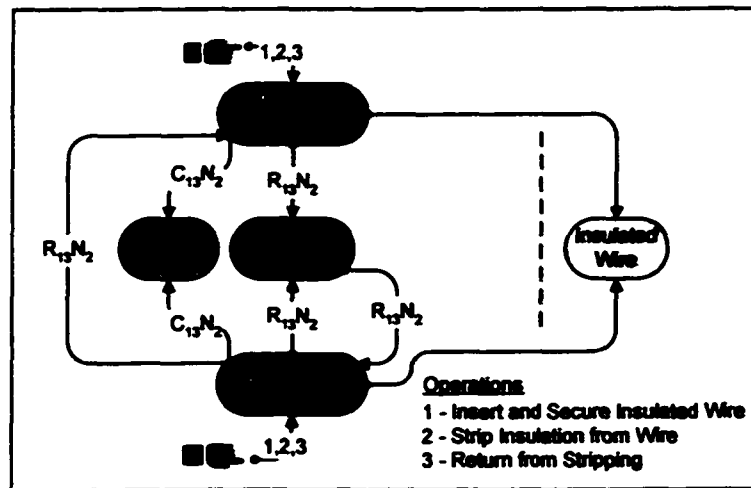 1,2,3
C₁₃N₂
R₁₃N₂
R₁₃N₂
Insulated
Wire
C₁₃N₂
R₁₃N₂
R₁₃N₂
1,2,3
Operations
1 - Insert and Secure Insulated Wire
2 - Strip Insulation from Wire
3 - Return from Stripping